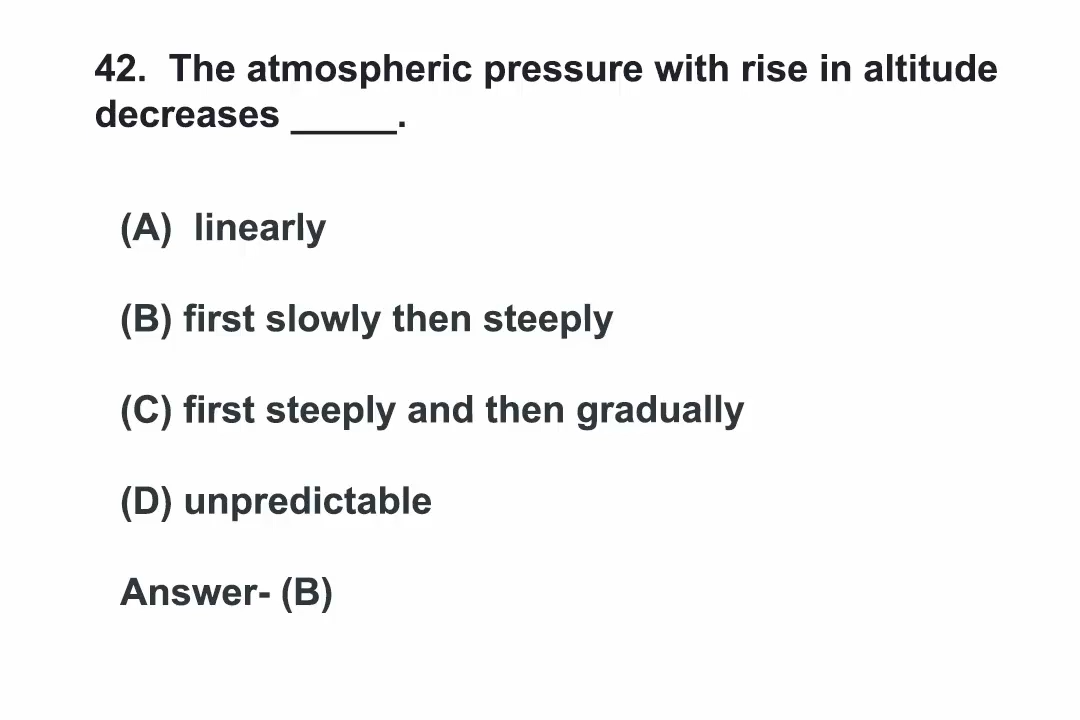 42. The atmospheric pressure with rise in altitude
decreases _____.
(A) linearly
(B) first slowly then steeply
(C) first steeply and then gradually
(D) unpredictable
Answer- (B)